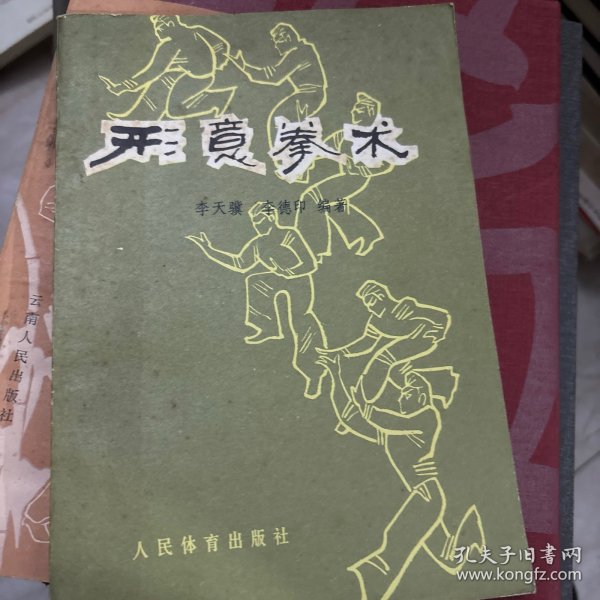 形意拳术
李天骥 李德印 编著
人民体育出版社
云南人民出版社
孔夫子旧书网
www.kongfz.com